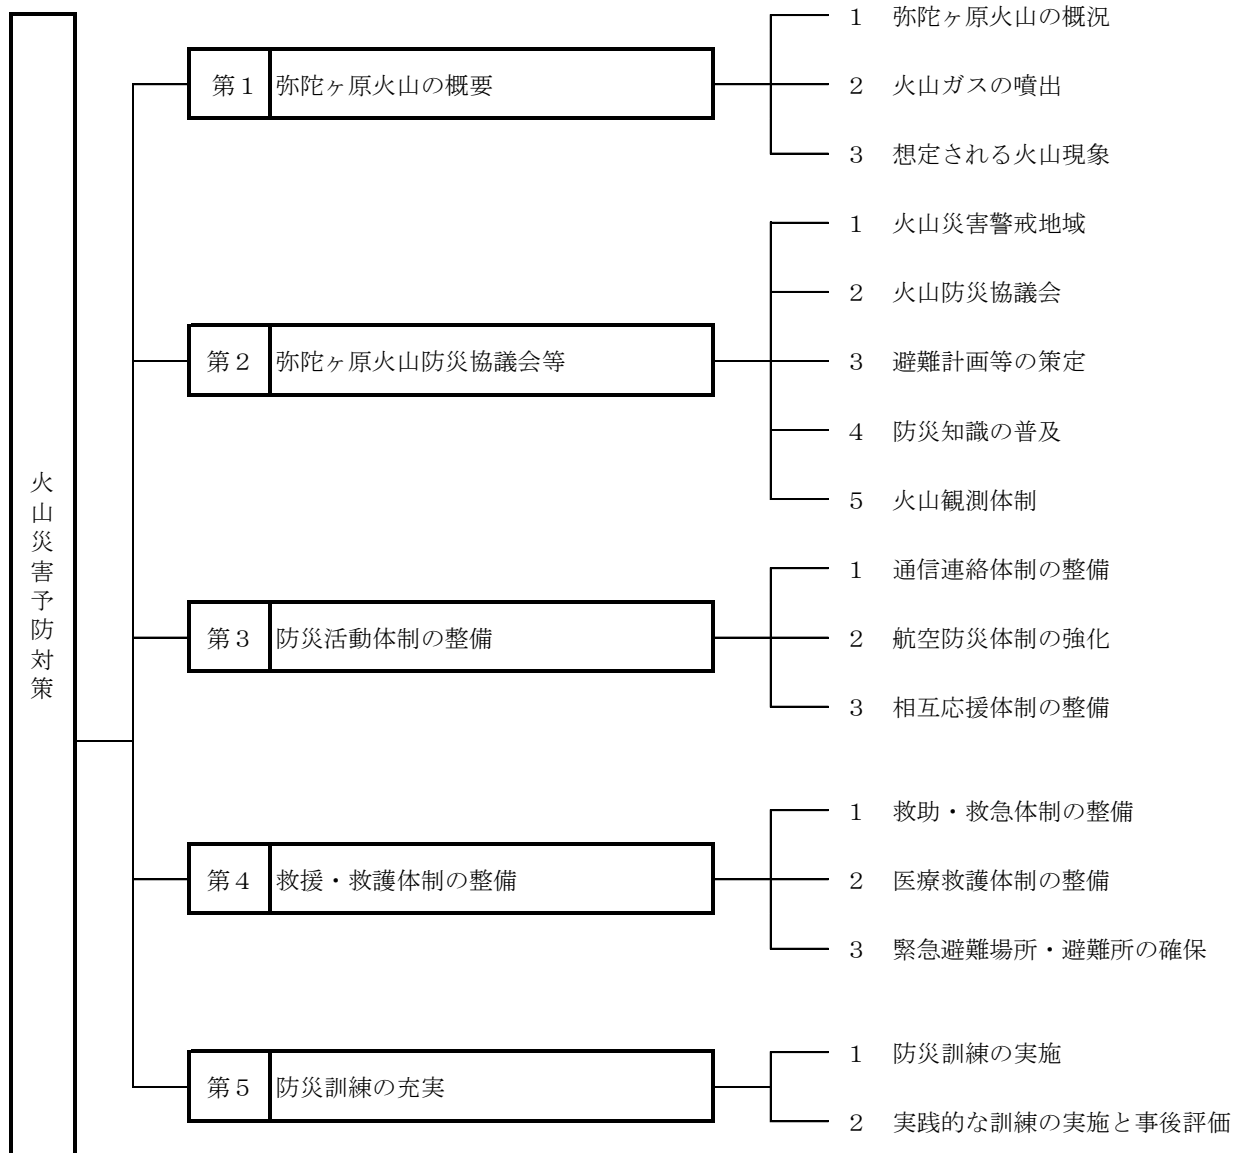 火山災害予防対策
第１ 弥陀ヶ原火山の概要
１ 弥陀ヶ原火山の概況
２ 火山ガスの噴出
３ 想定される火山現象
第２ 弥陀ヶ原火山防災協議会等
１ 火山災害警戒地域
２ 火山防災協議会
３ 避難計画等の策定
４ 防災知識の普及
５ 火山観測体制
第３ 防災活動体制の整備
１ 通信連絡体制の整備
２ 航空防災体制の強化
３ 相互応援体制の整備
第４ 救援・救護体制の整備
１ 救助・救急体制の整備
２ 医療救護体制の整備
３ 緊急避難場所・避難所の確保
第５ 防災訓練の充実
１ 防災訓練の実施
２ 実践的な訓練の実施と事後評価